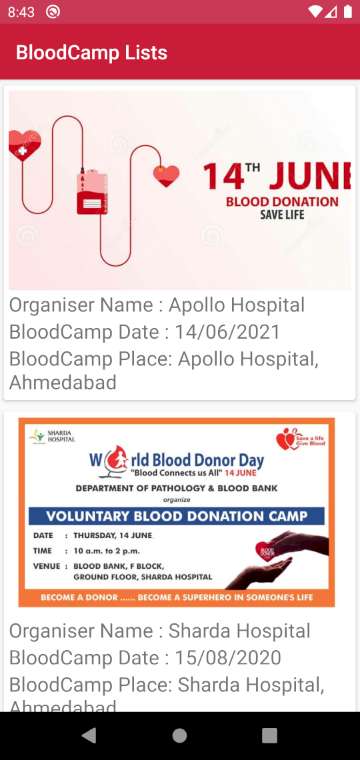 8:43
BloodCamp Lists
14TH JUNE
BLOOD DONATION
SAVE LIFE
Organiser Name : Apollo Hospital
BloodCamp Date : 14/06/2021
BloodCamp Place: Apollo Hospital,
Ahmedabad
SHARDA
HOSPITAL
Save a life
Give Blood
World Blood Donor Day
"Blood Connects us All" 14 JUNE
DEPARTMENT OF PATHOLOGY & BLOOD BANK
organize
VOLUNTARY BLOOD DONATION CAMP
DATE : THURSDAY, 14 JUNE
TIME : 10 a.m. to 2 p.m.
VENUE : BLOOD BANK, F BLOCK,
GROUND FLOOR, SHARDA HOSPITAL
BLOOD DONOR
BECOME A DONOR ...... BECOME A SUPERHERO IN SOMEONE'S LIFE
Organiser Name : Sharda Hospital
BloodCamp Date : 15/08/2020
BloodCamp Place: Sharda Hospital,
Ahmedabad